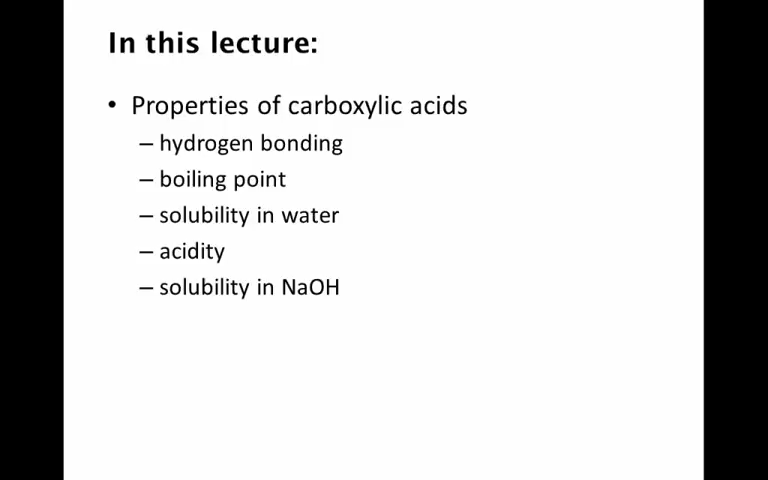 In this lecture:
• Properties of carboxylic acids
– hydrogen bonding
– boiling point
– solubility in water
– acidity
– solubility in NaOH